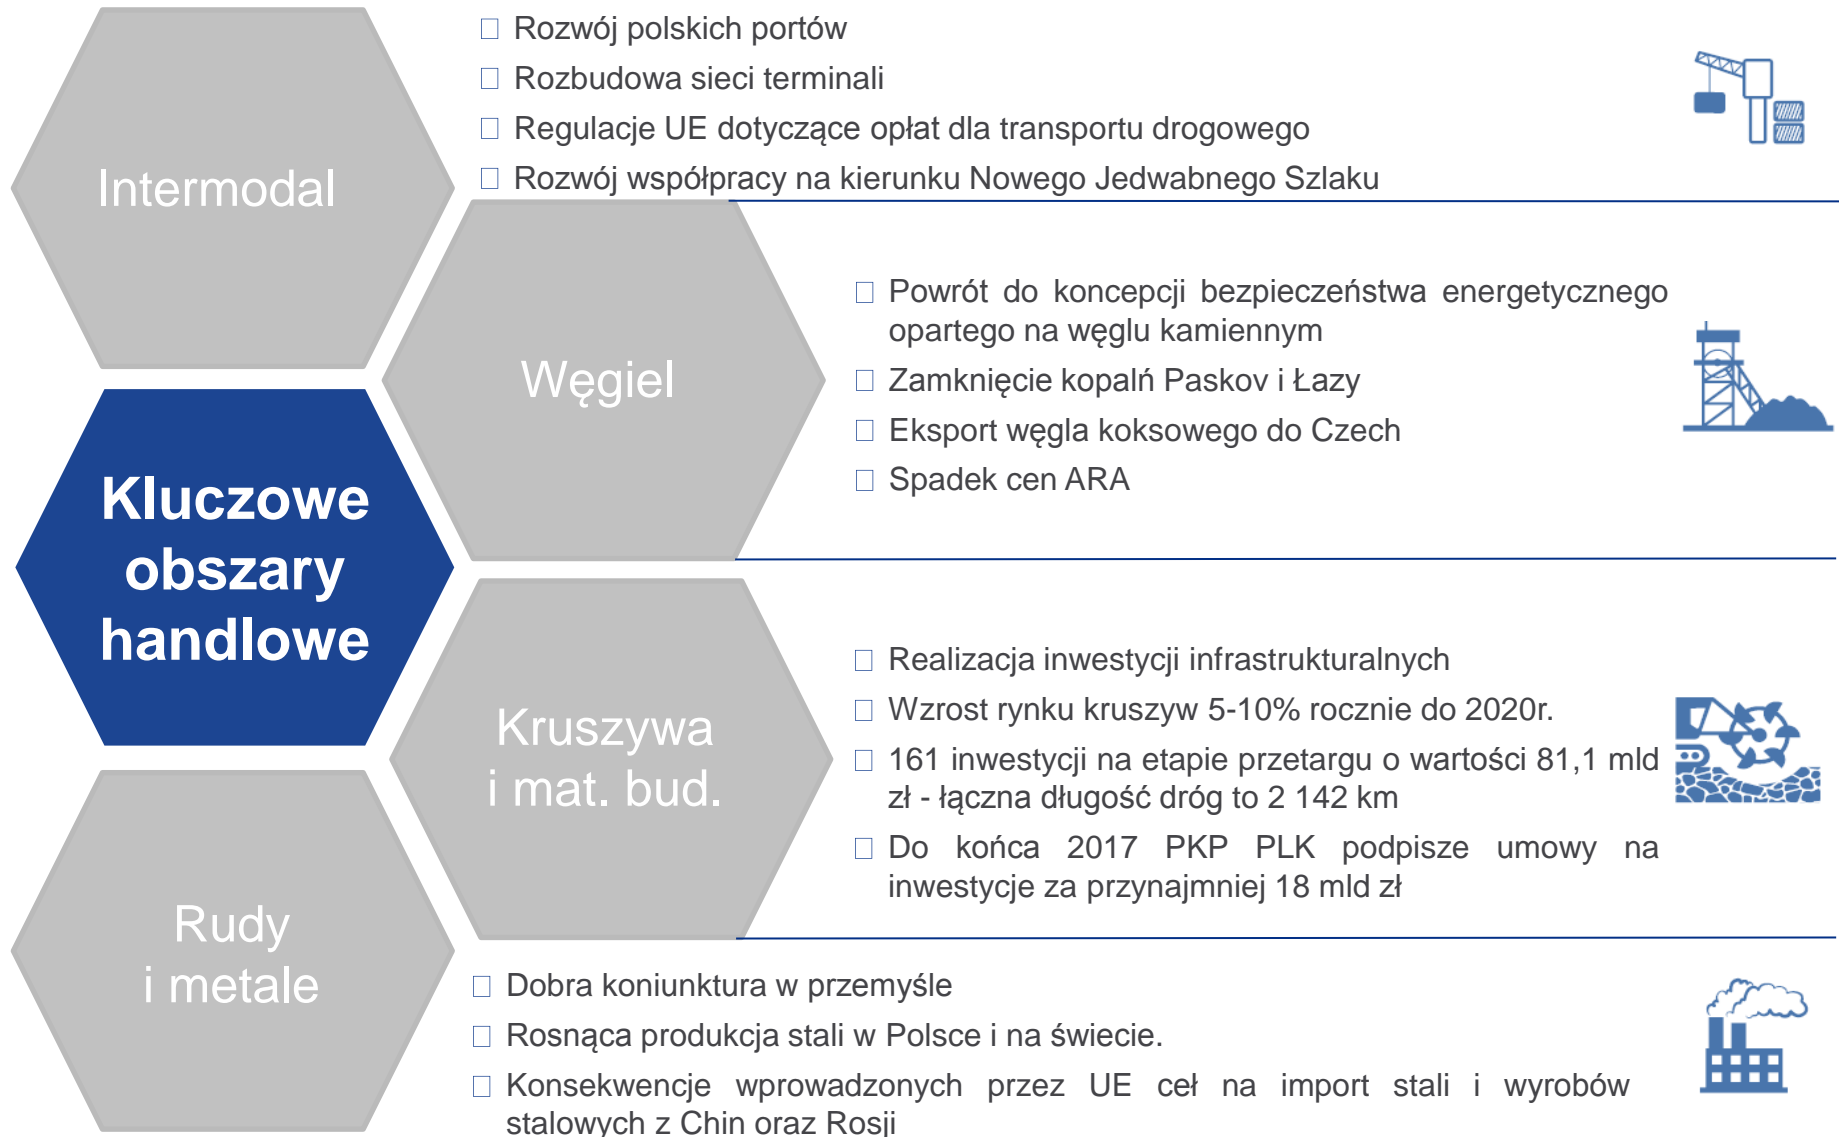 Rozwój polskich portów
Rozbudowa sieci terminali
Regulacje UE dotyczące opłat dla transportu drogowego
Rozwój współpracy na kierunku Nowego Jedwabnego Szlaku
Intermodal
Powrót do koncepcji bezpieczeństwa energetycznego
opartego na węglu kamiennym
Zamknięcie kopalń Paskov i Łazy
Eksport węgla koksowego do Czech
Spadek cen ARA
Węgiel
Kluczowe
obszary
handlowe
Realizacja inwestycji infrastrukturalnych
Wzrost rynku kruszyw 5-10% rocznie do 2020r.
161 inwestycji na etapie przetargu o wartości 81,1 mld
zł - łączna długość dróg to 2 142 km
Do końca 2017 PKP PLK podpisze umowy na
inwestycje za przynajmniej 18 mld zł
Kruszywa
i mat. bud.
Rudy
i metale
Dobra koniunktura w przemyśle
Rosnąca produkcja stali w Polsce i na świecie.
Konsekwencje wprowadzonych przez UE ceł na import stali i wyrobów
stalowych z Chin oraz Rosji